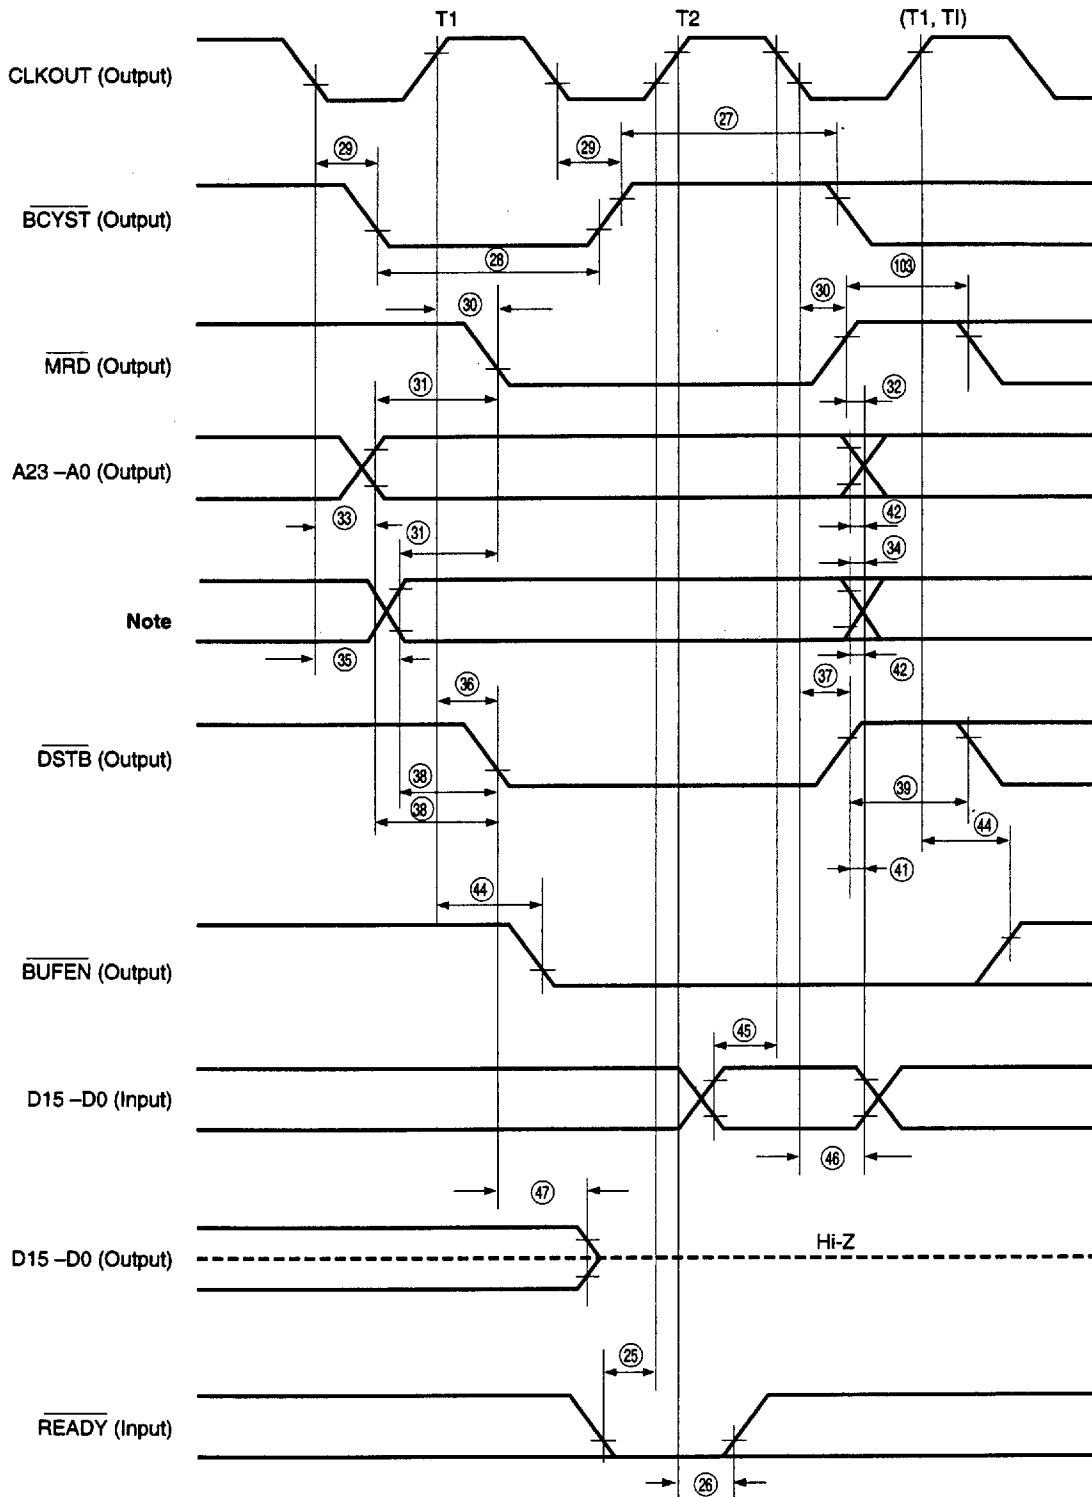 T1 T2 (T1, TI)
CLKOUT (Output)
27
29 29
BCYST (Output)
28 103
30 30
MRD (Output)
31 32
A23 –A0 (Output)
33 31 42
34
Note
35 37 42
36
DSTB (Output)
38 39
38 44
41
44
BUFEN (Output)
45
D15 –D0 (Input)
46
47
Hi-Z
D15 –D0 (Output)
25
READY (Input)
26